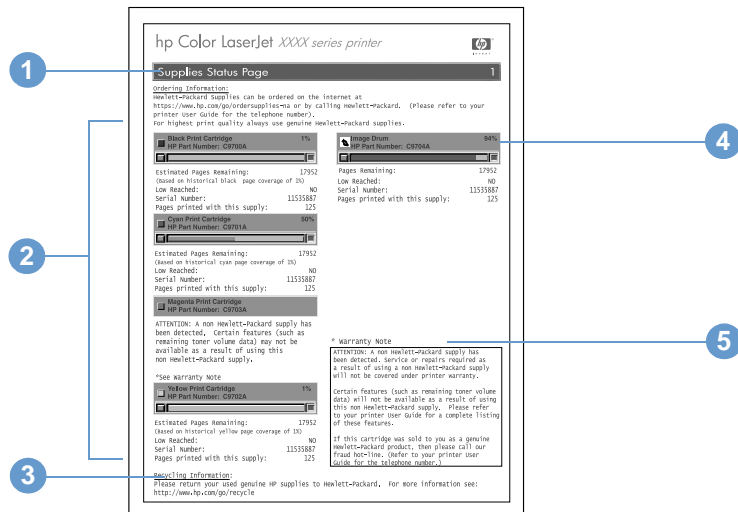 hp Color LaserJet XXXX series printer
hp
1
Supplies Status Page 1
Ordering Information:
Hewlett-Packard Supplies can be ordered on the internet at
https://www.hp.com/go/ordersupplies-na or by calling Hewlett-Packard. (Please refer to your
printer User Guide for the telephone number).
For highest print quality always use genuine Hewlett-Packard supplies.
2
Black Print Cartridge 1%
HP Part Number: C9700A
Estimated Pages Remaining: 17952
(Based on historical black page coverage of 1%)
Low Reached: NO
Serial Number: 11535887
Pages printed with this supply: 125
Cyan Print Cartridge 50%
HP Part Number: C9701A
Estimated Pages Remaining: 17952
(Based on historical cyan page coverage of 1%)
Low Reached: NO
Serial Number: 11535887
Pages printed with this supply: 125
Magenta Print Cartridge
HP Part Number: C9703A
ATTENTION: A non Hewlett-Packard supply has
been detected. Certain features (such as
remaining toner volume data) may not be
available as a result of using this
non Hewlett-Packard supply.
*See Warranty Note
Yellow Print Cartridge 1%
HP Part Number: C9702A
Estimated Pages Remaining: 17952
(Based on historical yellow page coverage of 1%)
Low Reached: NO
Serial Number: 11535887
Pages printed with this supply: 125
4
Image Drum 94%
HP Part Number: C9704A
Pages Remaining: 17952
Low Reached: NO
Serial Number: 11535887
Pages printed with this supply: 125
5
* Warranty Note
ATTENTION: A non Hewlett-Packard supply has
been detected. Service or repairs required as
a result of using a non Hewlett-Packard supply
will not be covered under printer warranty.
Certain features (such as remaining toner volume
data) will not be available as a result of using
this non Hewlett-Packard supply. Please refer
to your printer User Guide for a complete listing
of these features.
If this cartridge was sold to you as a genuine
Hewlett-Packard product, then please call our
fraud hot-line. (Refer to your printer User
Guide for the telephone number.)
3
Recycling Information:
Please return your used genuine HP supplies to Hewlett-Packard. For more information see:
http://www.hp.com/go/recycle